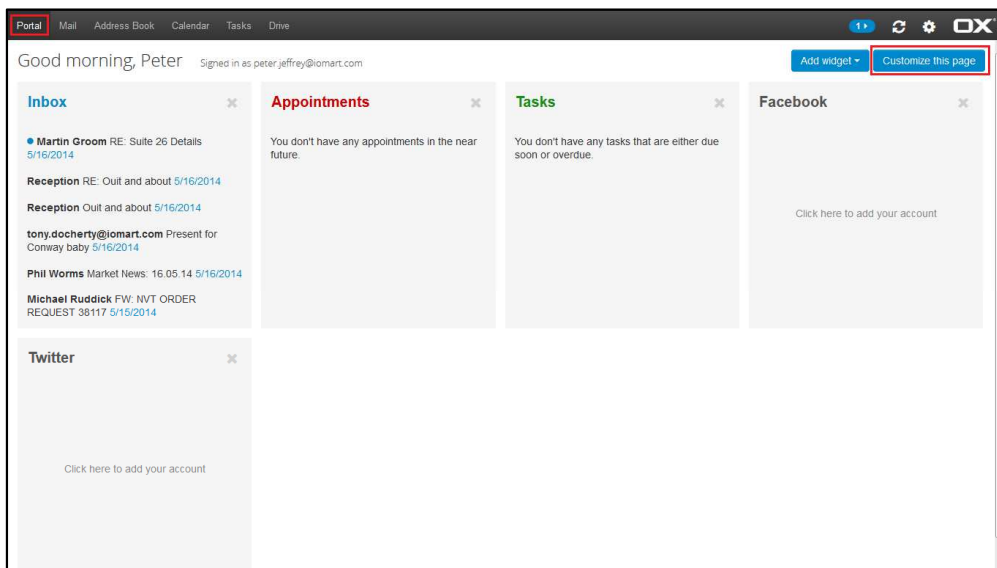 Portal Mail Address Book Calendar Tasks Drive 1 OX
Good morning, Peter Signed in as peter.jeffrey@iomart.com Add widget Customize this page
Inbox
Martin Groom RE: Suite 26 Details
5/16/2014
Reception RE: Ouit and about 5/16/2014
Reception Ouit and about 5/16/2014
tony.docherty@iomart.com Present for
Conway baby 5/16/2014
Phil Worms Market News: 16.05.14 5/16/2014
Michael Ruddick FW: NVT ORDER
REQUEST 38117 5/15/2014
Appointments
You don't have any appointments in the near
future.
Tasks
You don't have any tasks that are either due
soon or overdue.
Facebook
Click here to add your account
Twitter
Click here to add your account